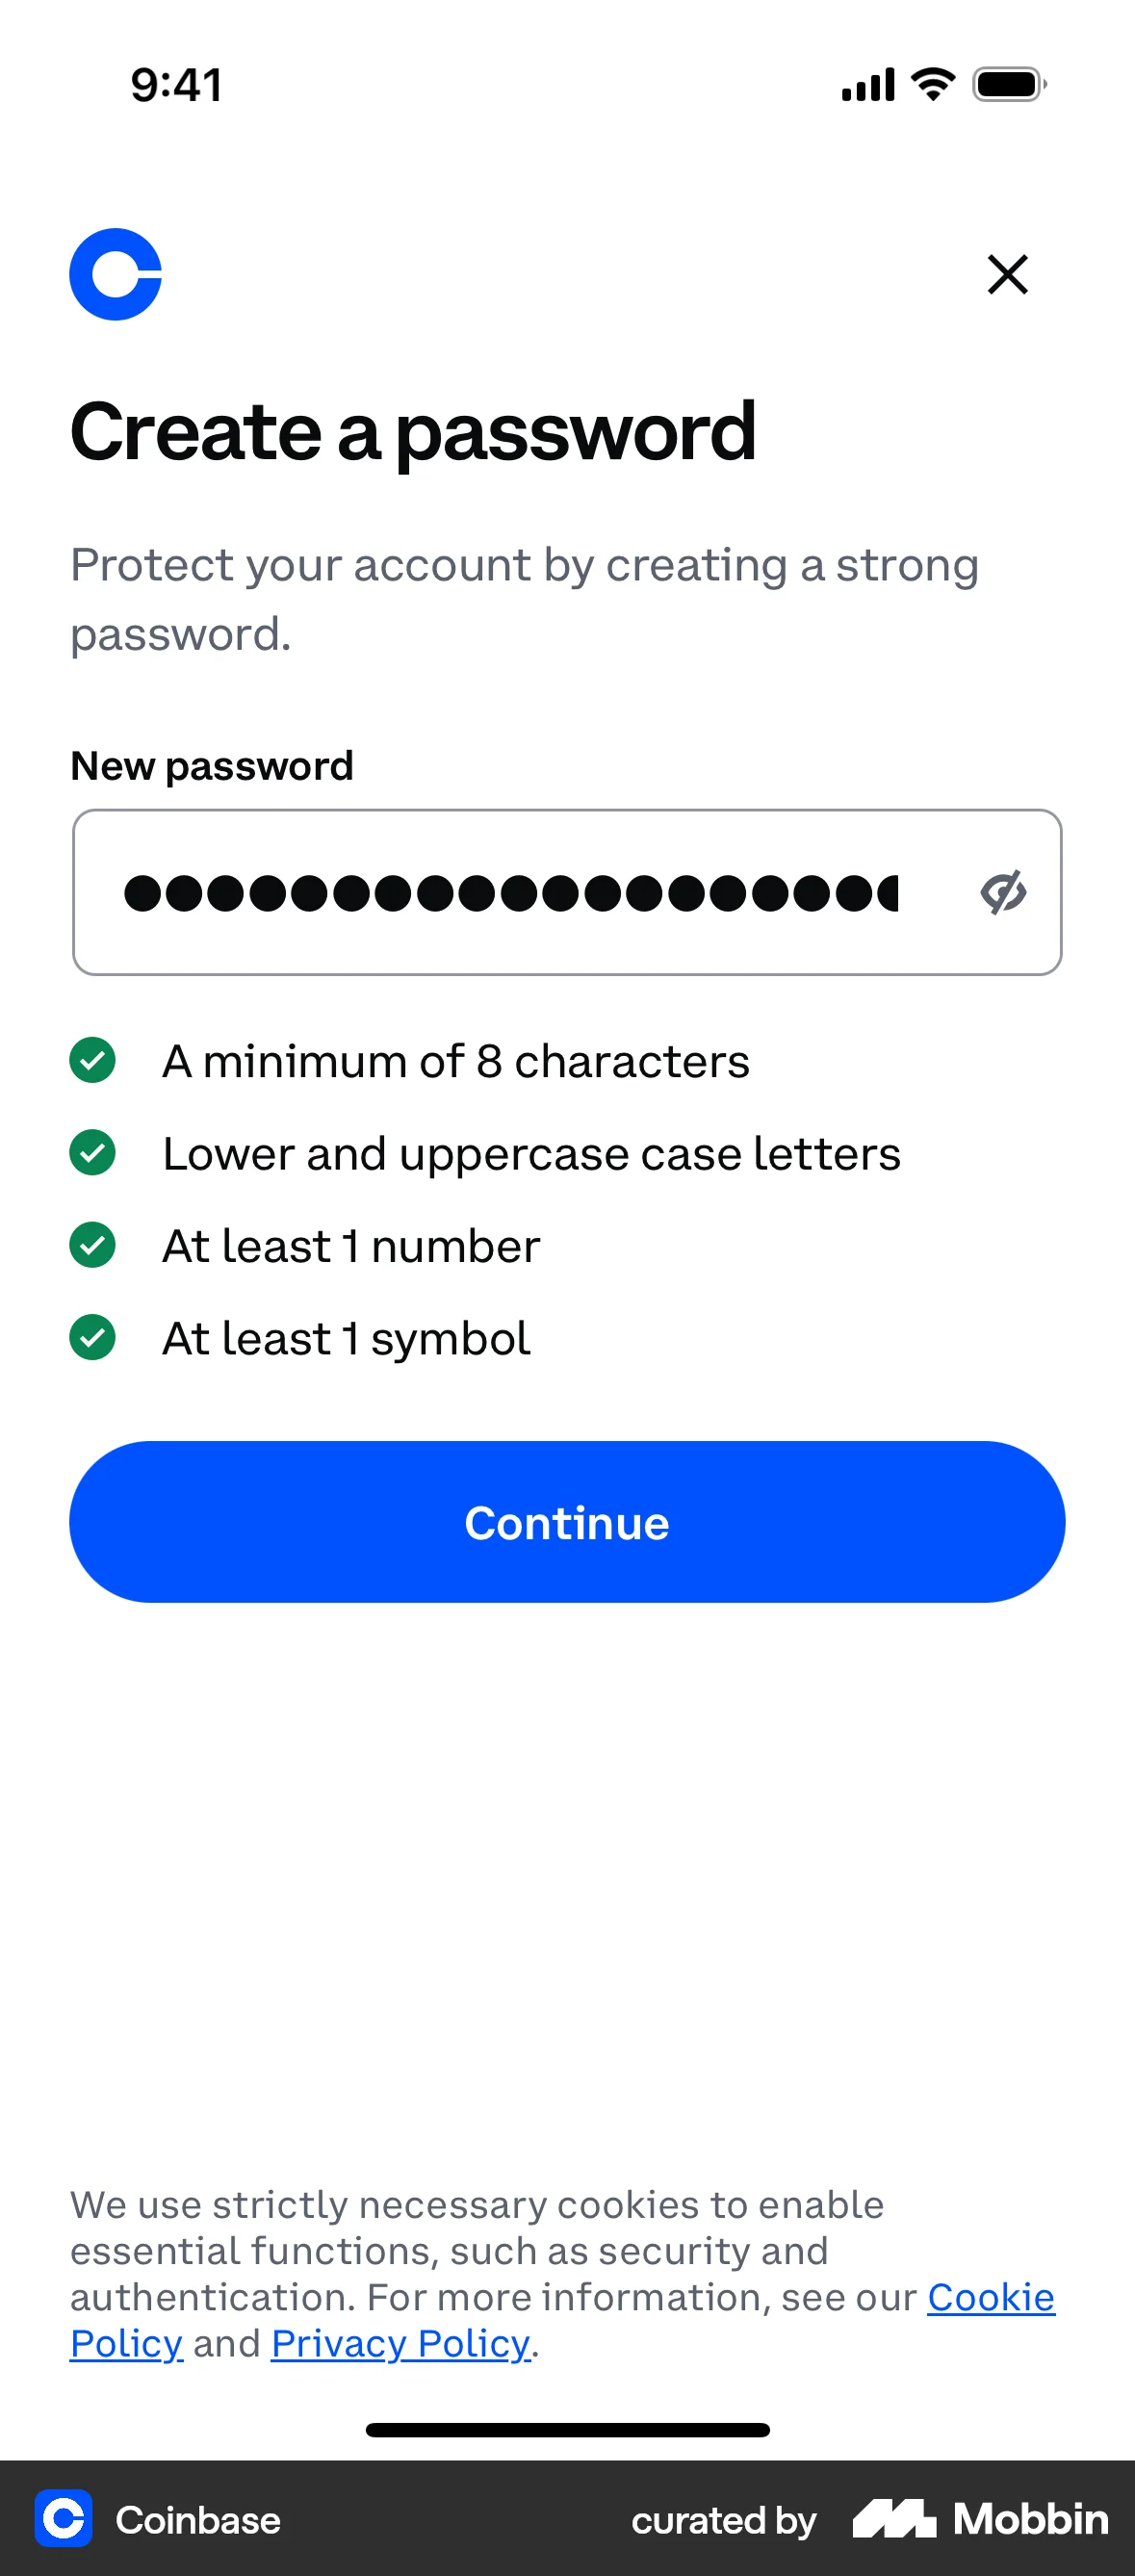 9:41
Create a password
Protect your account by creating a strong
password.
New password
A minimum of 8 characters
Lower and uppercase case letters
At least 1 number
At least 1 symbol
Continue
We use strictly necessary cookies to enable
essential functions, such as security and
authentication. For more information, see our Cookie
Policy and Privacy Policy.
Coinbase
curated by Mobbin